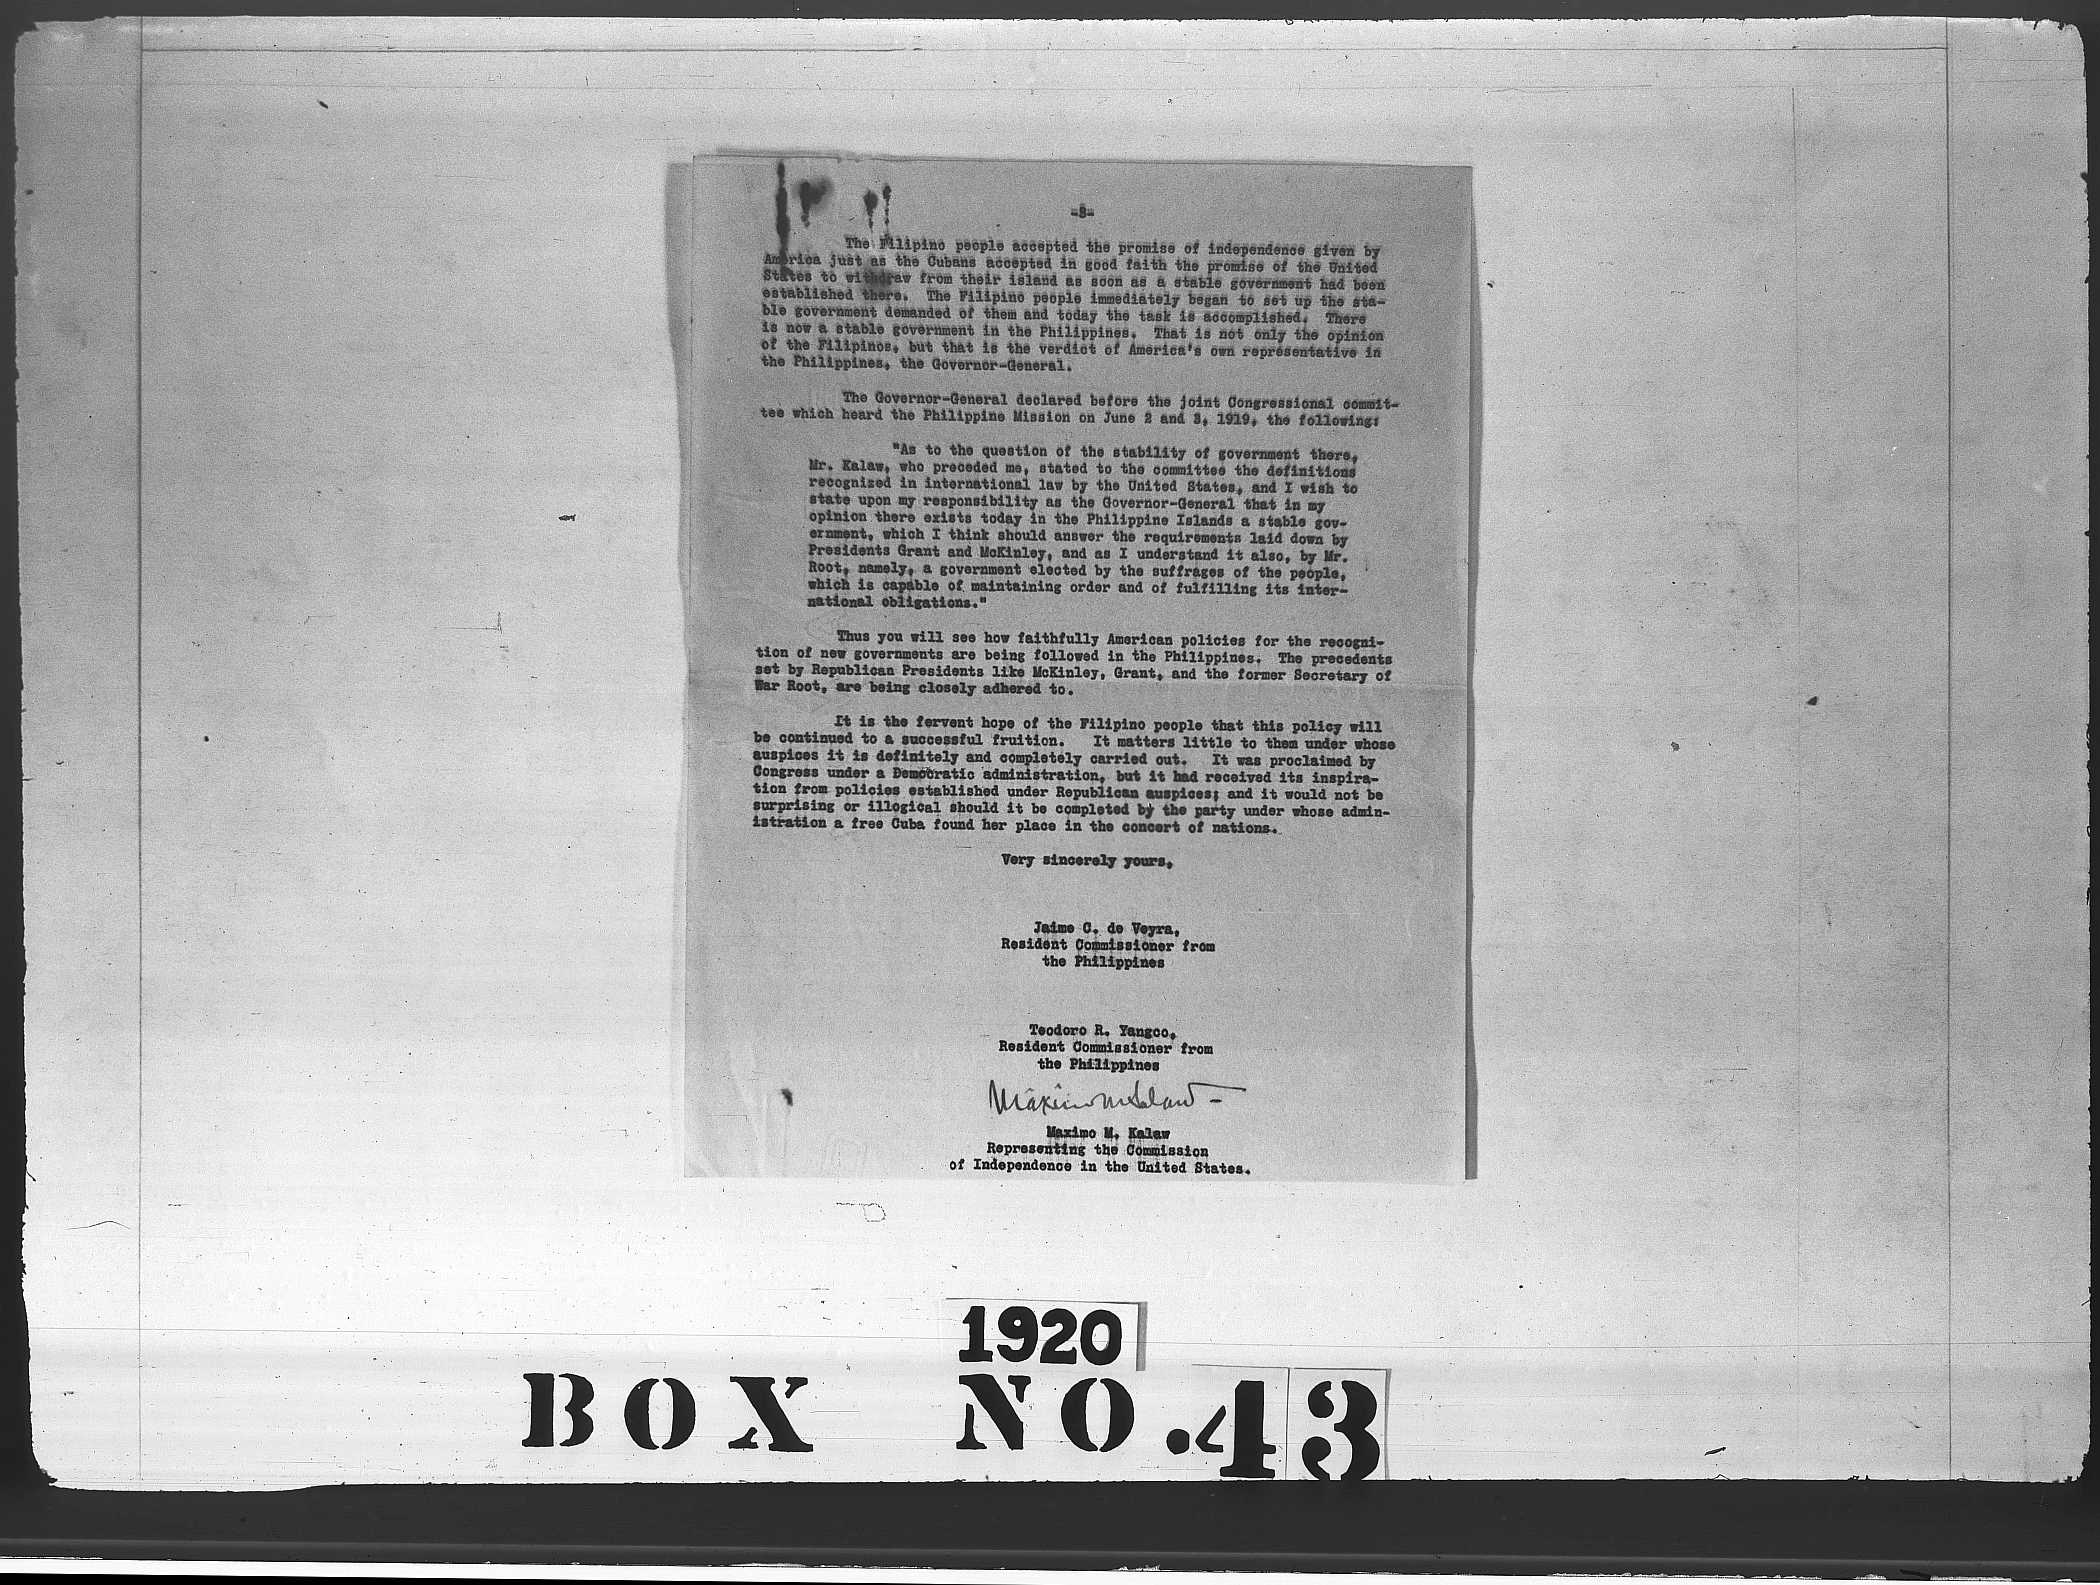 -8-
The Filipino people accepted the promise of independence given by
America just as the Cubans accepted in good faith the promise of the United
States to withdraw from their island as soon as a stable government had been
established there. The Filipino people immediately began to set up the sta-
ble government demanded of them and today the task is accomplished. There
is now a stable government in the Philippines. That is not only the opinion
of the Filipinos, but that is the verdict of America's own representative in
the Philippines, the Governor-General.
The Governor-General declared before the joint Congressional commit-
tee which heard the Philippine Mission on June 2 and 3, 1919, the following:
"As to the question of the stability of government there,
Mr. Kalaw, who preceded me, stated to the committee the definitions
recognized in international law by the United States, and I wish to
state upon my responsibility as the Governor-General that in my
opinion there exists today in the Philippine Islands a stable gov-
ernment, which I think should answer the requirements laid down by
Presidents Grant and McKinley, and as I understand it also, by Mr.
Root, namely, a government elected by the suffrages of the people,
which is capable of maintaining order and of fulfilling its inter-
national obligations."
Thus you will see how faithfully American policies for the recogni-
tion of new governments are being followed in the Philippines. The precedents
set by Republican Presidents like McKinley, Grant, and the former Secretary of
War Root, are being closely adhered to.
It is the fervent hope of the Filipino people that this policy will
be continued to a successful fruition. It matters little to them under whose
auspices it is definitely and completely carried out. It was proclaimed by
Congress under a Democratic administration, but it had received its inspira-
tion from policies established under Republican auspices; and it would not be
surprising or illogical should it be completed by the party under whose admin-
istration a free Cuba found her place in the concert of nations.
Very sincerely yours,
Jaime C. de Veyra,
Resident Commissioner from
the Philippines
Teodoro R. Yangco,
Resident Commissioner from
the Philippines
Maximo M Kalaw
Maximo M. Kalaw
Representing the Commission
of Independence in the United States.
1920
BOX NO.43